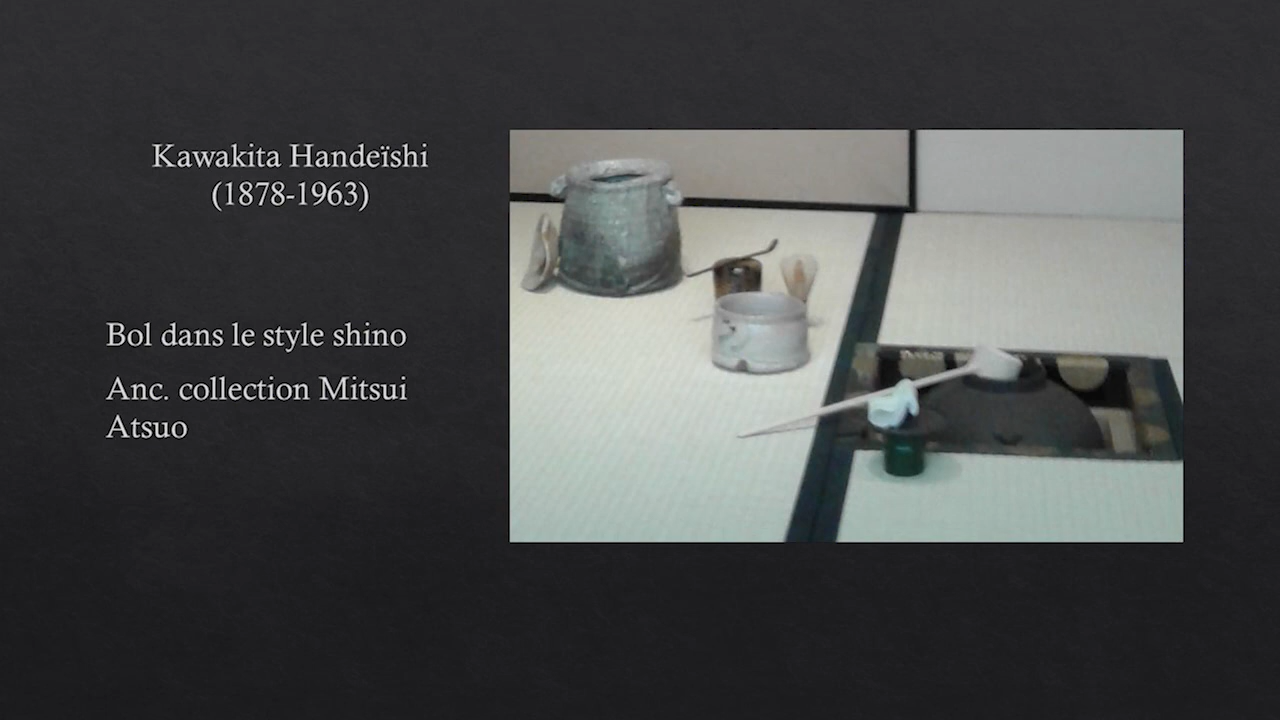 Kawakita Handeïshi
(1878-1963)
Bol dans le style shino
Anc. collection Mitsui
Atsuo